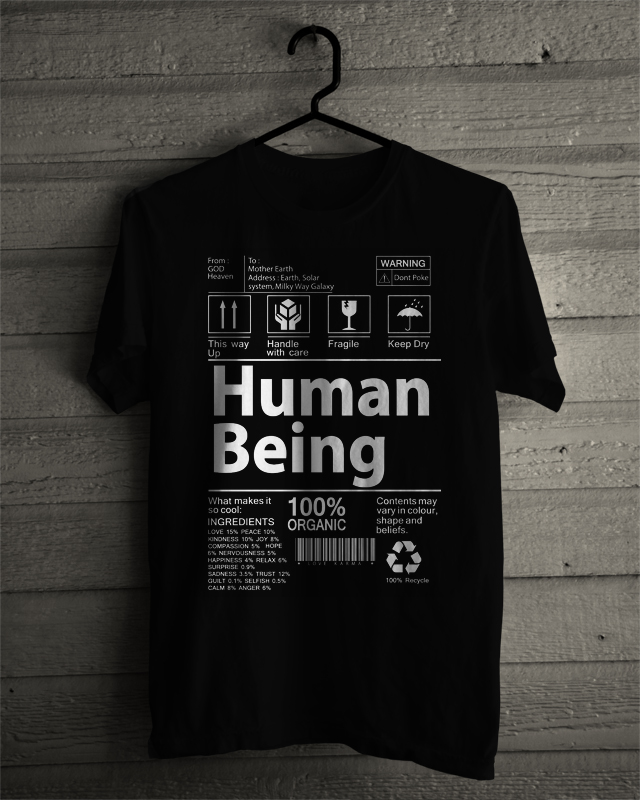 From :
GOD
Heaven
To :
Mother Earth
Address : Earth, Solar
system, Milky Way Galaxy
WARNING
Dont Poke
This way
Up
Handle
with care
Fragile
Keep Dry
Human
Being
What makes it
so cool:
INGREDIENTS
LOVE 15% PEACE 10%
KINDNESS 10% JOY 8%
COMPASSION 5% HOPE
6% NERVOUSNESS 5%
HAPPINESS 4% RELAX 6%
SURPRISE 0.9%
SADNESS 3.5% TRUST 12%
GUILT 0.1% SELFISH 0.5%
CALM 8% ANGER 6%
100%
ORGANIC
* LOVE KARMA *
Contents may
vary in colour,
shape and
beliefs.
100% Recycle